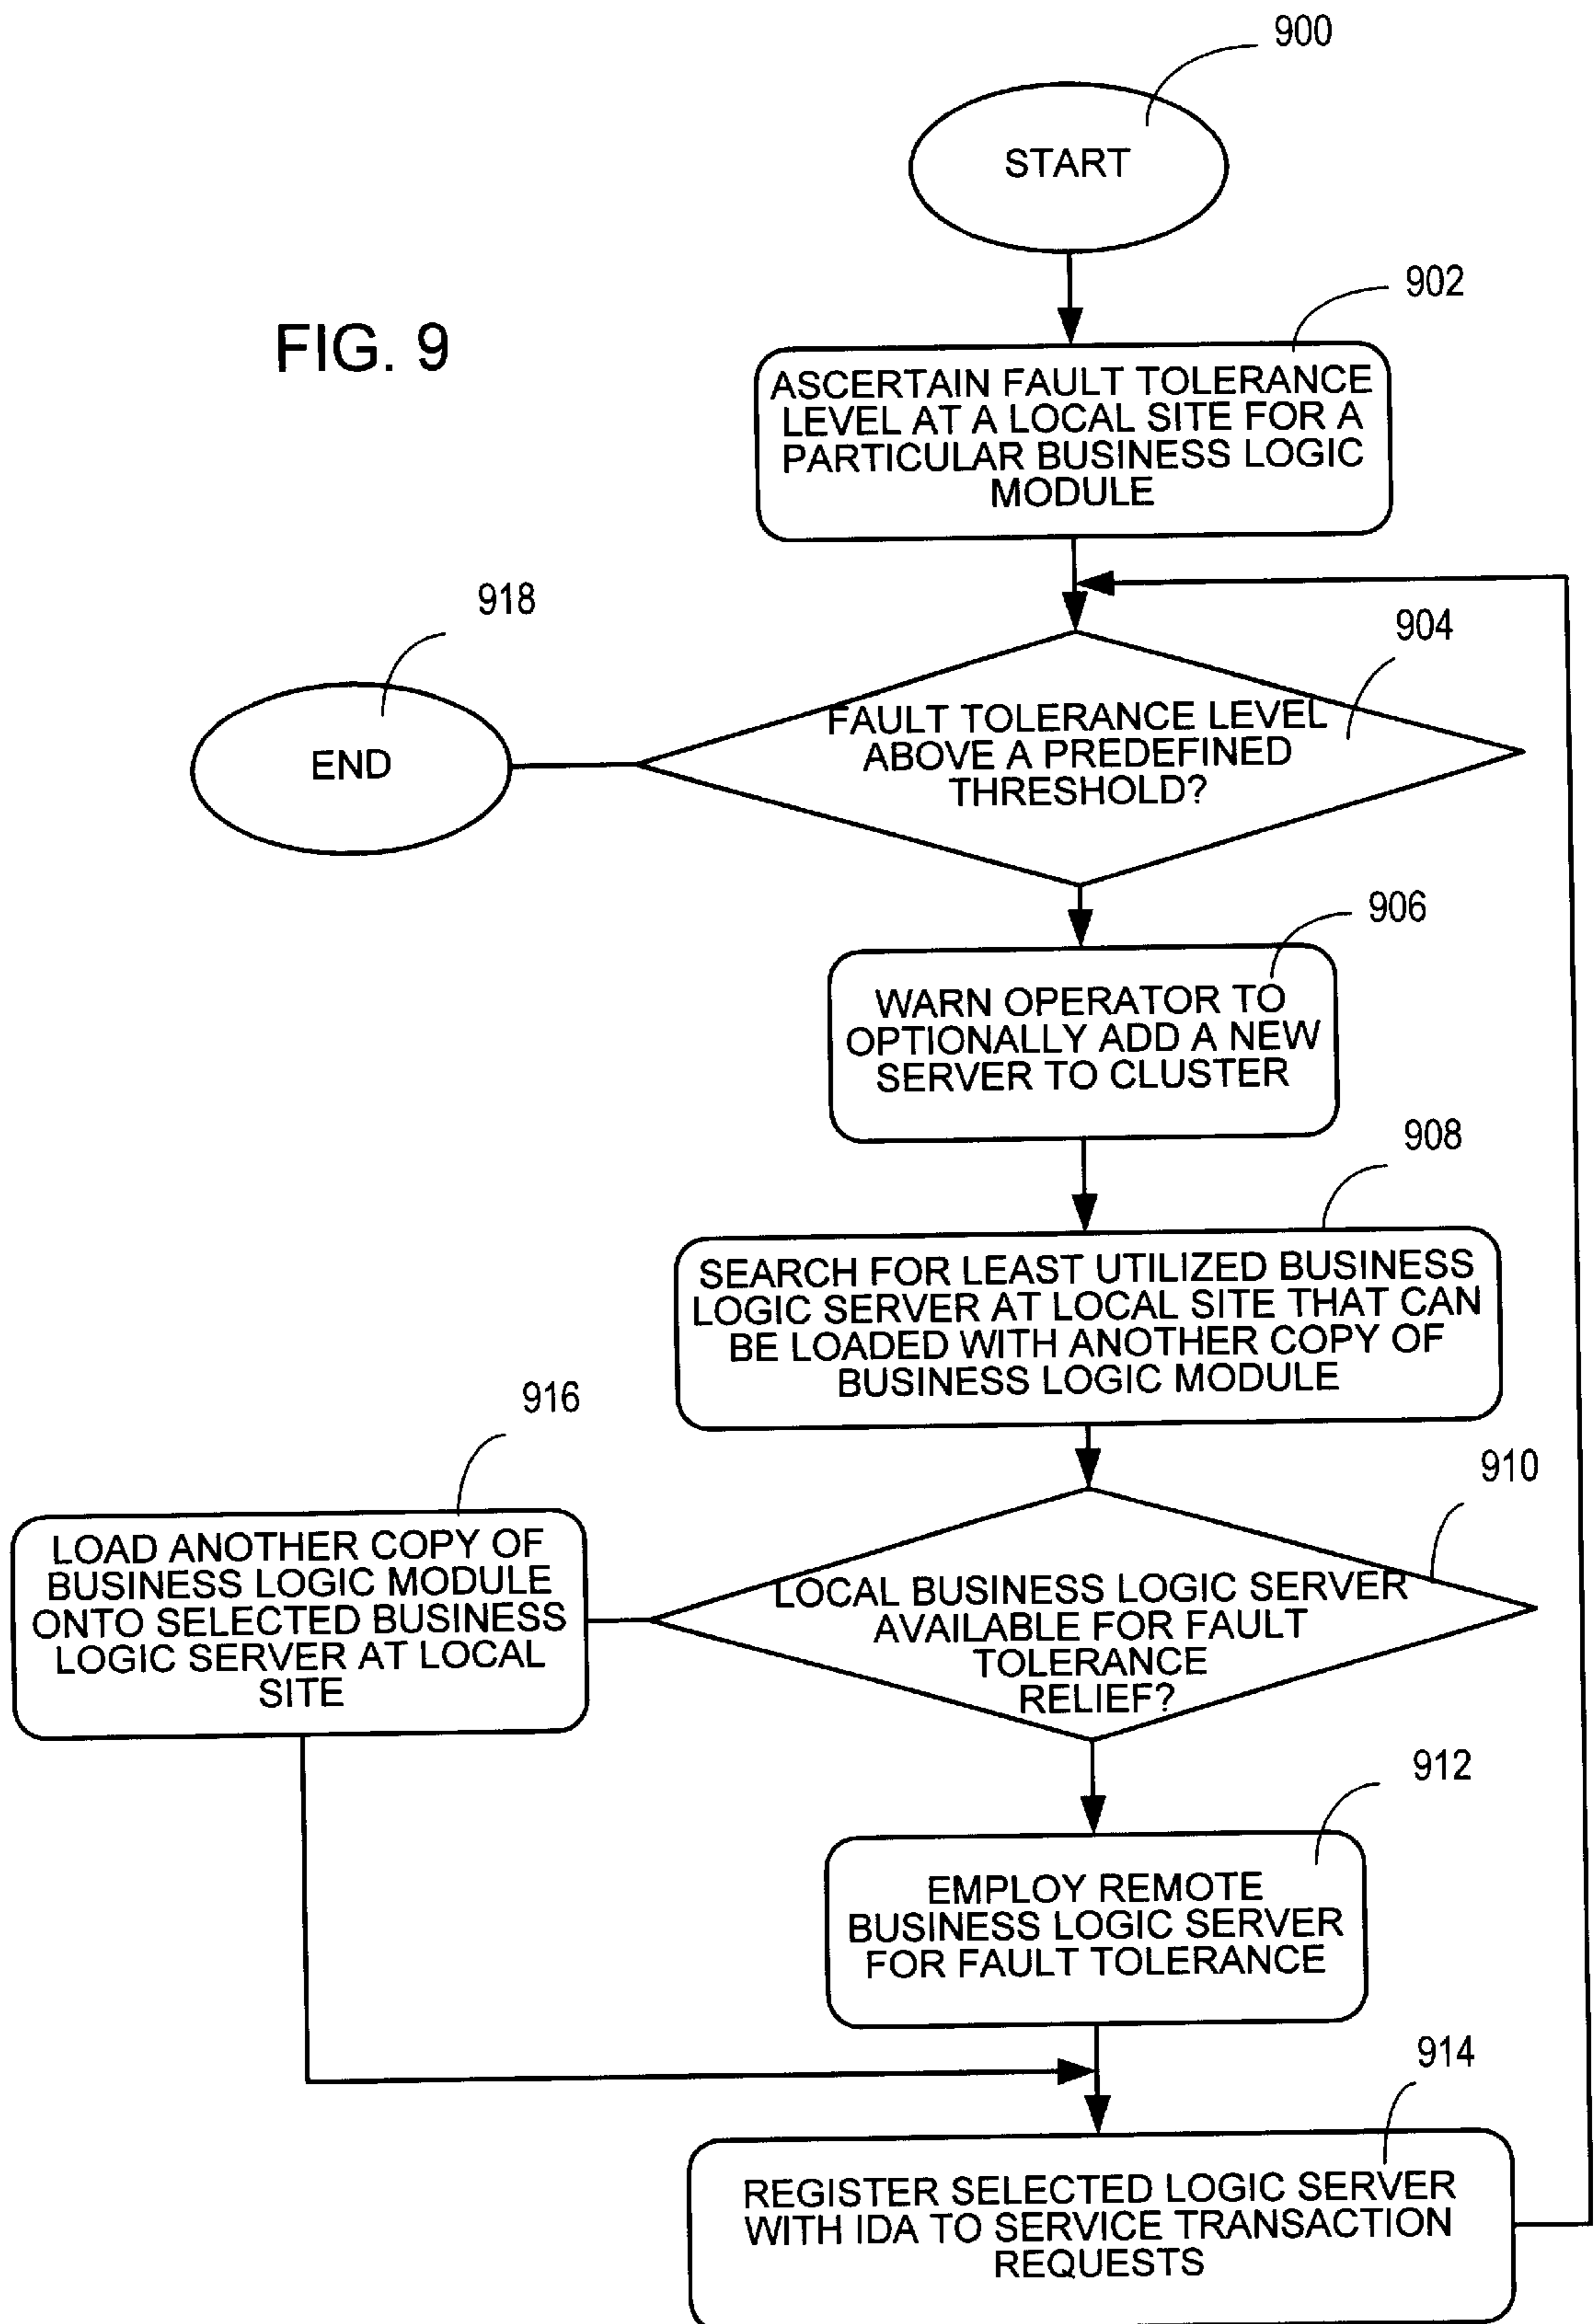 900
START
902
FIG. 9
ASCERTAIN FAULT TOLERANCE
LEVEL AT A LOCAL SITE FOR A
PARTICULAR BUSINESS LOGIC
MODULE
918
904
END
FAULT TOLERANCE LEVEL
ABOVE A PREDEFINED
THRESHOLD?
906
WARN OPERATOR TO
OPTIONALLY ADD A NEW
SERVER TO CLUSTER
908
SEARCH FOR LEAST UTILIZED BUSINESS
LOGIC SERVER AT LOCAL SITE THAT CAN
BE LOADED WITH ANOTHER COPY OF
BUSINESS LOGIC MODULE
916
910
LOAD ANOTHER COPY OF
BUSINESS LOGIC MODULE
ONTO SELECTED BUSINESS
LOGIC SERVER AT LOCAL
SITE
LOCAL BUSINESS LOGIC SERVER
AVAILABLE FOR FAULT
TOLERANCE
RELIEF?
912
EMPLOY REMOTE
BUSINESS LOGIC SERVER
FOR FAULT TOLERANCE
914
REGISTER SELECTED LOGIC SERVER
WITH IDA TO SERVICE TRANSACTION
REQUESTS